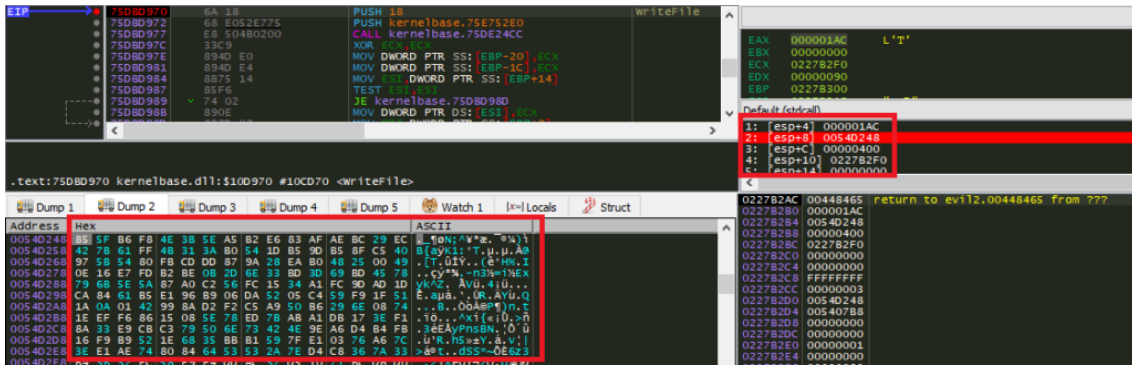 EIP
75DBD970 6A 18 PUSH 18 WriteFile
75DBD972 68 E052E775 PUSH kernelbase.75E752E0
75DBD977 E8 504B0200 CALL kernelbase.75DE24CC
75DBD97C 33C9 XOR ECX,ECX
75DBD97E 894D E0 MOV DWORD PTR SS:[EBP-20],ECX
75DBD981 894D E4 MOV DWORD PTR SS:[EBP-1C],ECX
75DBD984 8B75 14 MOV ESI,DWORD PTR SS:[EBP+14]
75DBD987 85F6 TEST ESI,ESI
75DBD989 74 02 JE kernelbase.75DBD98D
75DBD98B 890E MOV DWORD PTR DS:[ESI],ECX
EAX 000001AC L'T'
EBX 00000000
ECX 0227B2F0
EDX 00000090
EBP 0227B300
Default (stdcall)
1: [esp+4] 000001AC
2: [esp+8] 0054D248
3: [esp+C] 00000400
4: [esp+10] 0227B2F0
5: [esp+14] 00000000
.text:75DBD970 kernelbase.dll:$10D970 #10CD70 <WriteFile>
Dump 1 Dump 2 Dump 3 Dump 4 Dump 5 Watch 1 [x=] Locals Struct
Address Hex ASCII
0054D248 85 5F B6 F8 4E 3B 5E A5 B2 E6 83 AF AE BC 29 EC
0054D258 42 7B 61 FF 4B 31 3A B0 54 1D B5 9D B5 8F C5 40
0054D268 97 5B 54 80 FB CD DD 87 9A 28 EA B0 48 25 00 49
0054D278 0E 16 E7 FD B2 BE 0B 2D 6E 33 BD 3D 69 BD 45 78
0054D288 79 6B 5E 5A 87 A0 C2 56 FC 15 34 A1 FC 9D AD 1D
0054D298 CA 84 61 B5 E1 96 B9 06 DA 52 05 C4 59 F9 1F 51
0054D2A8 1A 0A 01 42 99 8A D2 F2 C5 A9 50 B6 29 6E 08 74
0054D2B8 1E EF F6 86 15 08 5E 78 ED 7B AB A1 DB 17 3E F1
0054D2C8 8A 33 E9 CB C3 79 50 6E 73 42 4E 9E A6 D4 B4 FB
0054D2D8 16 F9 B9 52 1E 68 35 BB B1 59 7F E1 03 76 A6 7C
0054D2E8 3E E1 AE 74 80 84 64 53 53 2A 7E D4 C8 36 7A 33
0227B2AC 00448465 return to evil2.00448465 from ???
0227B2B0 000001AC
0227B2B4 0054D248
0227B2B8 00000400
0227B2BC 0227B2F0
0227B2C0 00000000
0227B2C4 00000000
0227B2C8 FFFFFFFF
0227B2CC 00000003
0227B2D0 0054D248
0227B2D4 005407B8
0227B2D8 00000000
0227B2DC 00000000
0227B2E0 00000001
0227B2E4 00000000